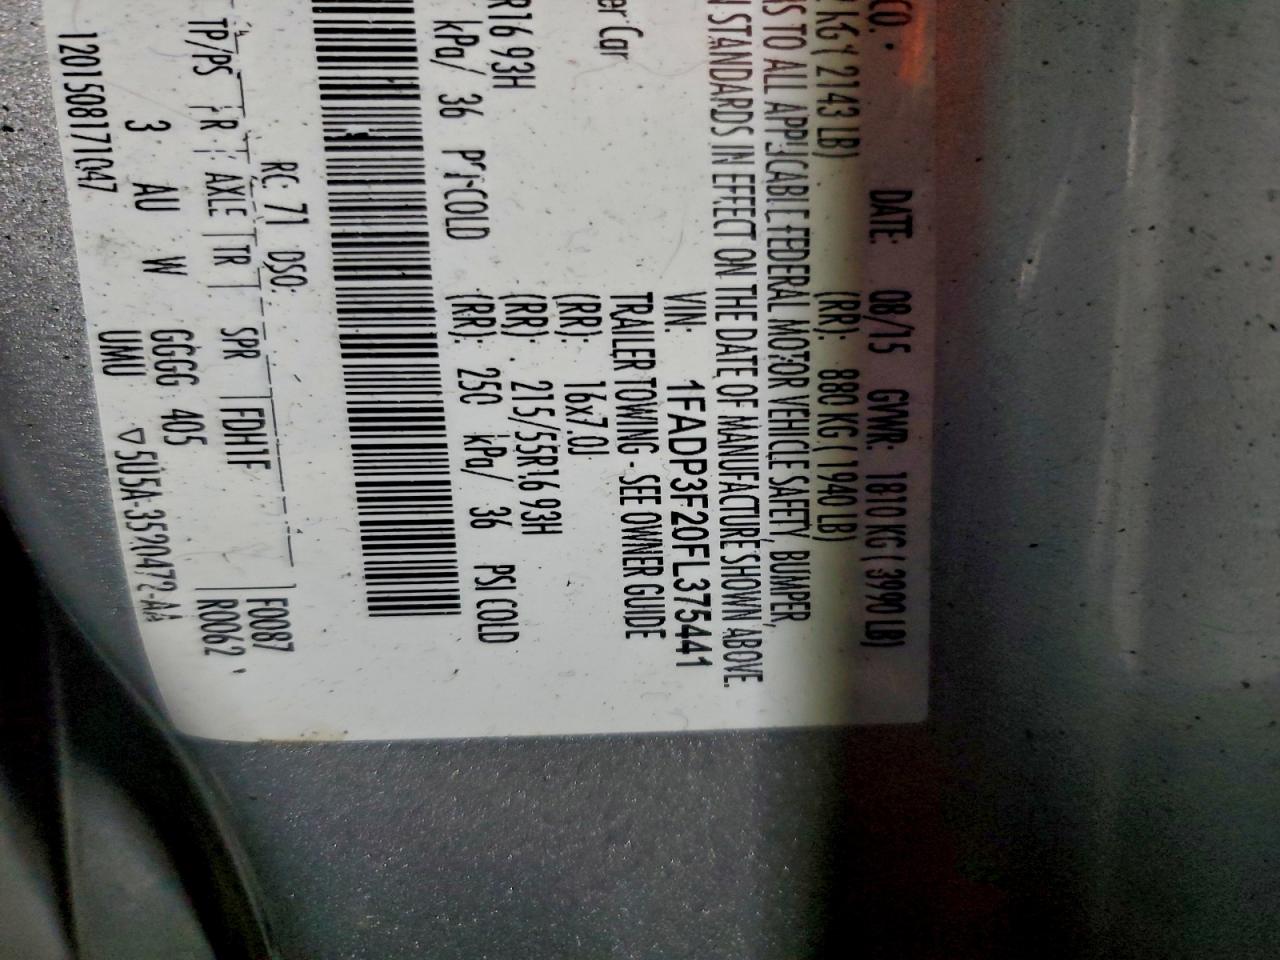 CO.
DATE: 08/15 GWWR: 1810 KG ( 3990 LB)
KG ( 2143 LB) (RR): 880 KG ( 1940 LB)
TO ALL APPLICABLE FEDERAL MOTOR VEHICLE SAFETY, BUMPER,
STANDARDS IN EFFECT ON THE DATE OF MANUFACTURE SHOWN ABOVE.
VIN: 1FADP3F20FL375441
Car TRAILER TOWING - SEE OWNER GUIDE
(RR): 16x7.0J
R16 93H (RR): 215/55R16 93H
kPa/ 36 PSI COLD (RR): 250 kPa/ 36 PSI COLD
RC: 71 DSO:
F0087
TP/PS R AXLE TR SPR FDH1F R0062
3 AU W GGGG 405
1201508171047 UMU ▽ 5U5A-3520472-AA